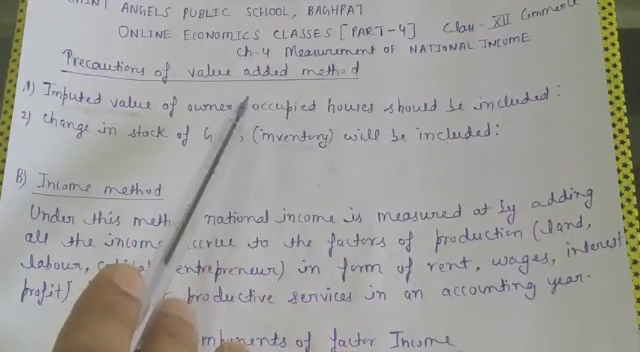 ANGELS PUBLIC SCHOOL, BAGHPAT
ONLINE ECONOMICS CLASSES [PART-4] Class-XII Commerce
Ch-4 Measurement of NATIONAL INCOME
Precautions of value added method
1) Imputed value of owner occupied houses should be included:
2) Change in stock of (inventory) will be included:
B) Income method
Under this national income is measured at by adding
all the income accrue to the factors of production (land,
labour, entrepreneur) in form of rent, wages, interest
profit) productive services in an accounting year.
of factor Income